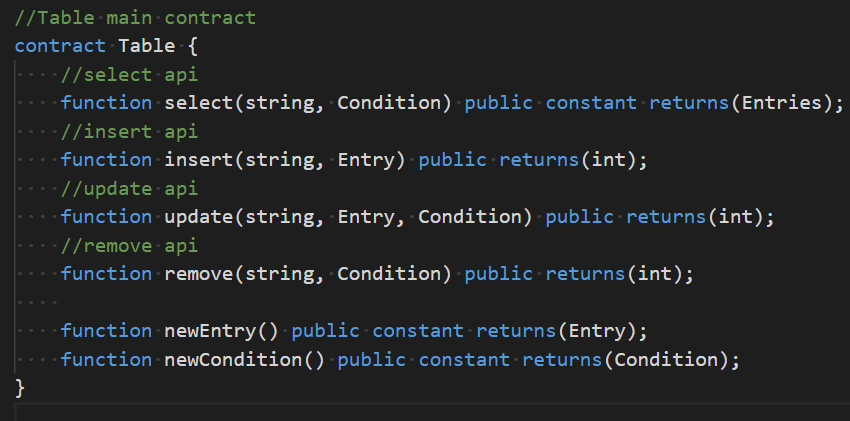 //Table main contract
contract Table {
    //select api
    function select(string, Condition) public constant returns(Entries);
    //insert api
    function insert(string, Entry) public returns(int);
    //update api
    function update(string, Entry, Condition) public returns(int);
    //remove api
    function remove(string, Condition) public returns(int);
    function newEntry() public constant returns(Entry);
    function newCondition() public constant returns(Condition);
}